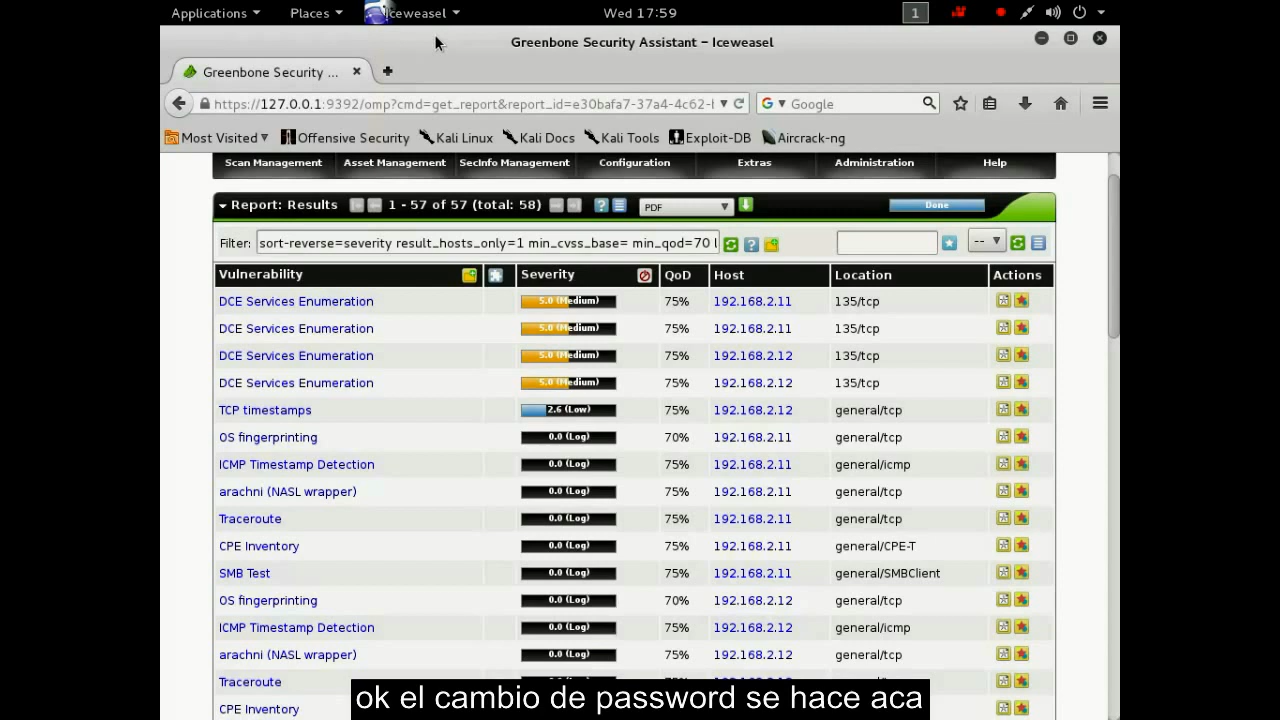 Applications Places Iceweasel Wed 17:59 1
Greenbone Security Assistant – Iceweasel
Greenbone Security ...
https://127.0.0.1:9392/omp?cmd=get_report&report_id=e30bafa7-37a4-4c62- Google
Most Visited Offensive Security Kali Linux Kali Docs Kali Tools Exploit-DB Aircrack-ng
Scan Management Asset Management SecInfo Management Configuration Extras Administration Help
Report: Results 1 - 57 of 57 (total: 58) PDF Done
Filter: sort-reverse=severity result_hosts_only=1 min_cvss_base= min_qod=70 --
Vulnerability Severity QoD Host Location Actions
DCE Services Enumeration 5.0 (Medium) 75% 192.168.2.11 135/tcp
DCE Services Enumeration 5.0 (Medium) 75% 192.168.2.11 135/tcp
DCE Services Enumeration 5.0 (Medium) 75% 192.168.2.12 135/tcp
DCE Services Enumeration 5.0 (Medium) 75% 192.168.2.12 135/tcp
TCP timestamps 2.6 (Low) 75% 192.168.2.12 general/tcp
OS fingerprinting 0.0 (Log) 70% 192.168.2.11 general/tcp
ICMP Timestamp Detection 0.0 (Log) 75% 192.168.2.11 general/icmp
arachni (NASL wrapper) 0.0 (Log) 75% 192.168.2.11 general/tcp
Traceroute 0.0 (Log) 75% 192.168.2.11 general/tcp
CPE Inventory 0.0 (Log) 75% 192.168.2.11 general/CPE-T
SMB Test 0.0 (Log) 75% 192.168.2.11 general/SMBClient
OS fingerprinting 0.0 (Log) 70% 192.168.2.12 general/tcp
ICMP Timestamp Detection 0.0 (Log) 75% 192.168.2.12 general/icmp
arachni (NASL wrapper) 0.0 (Log) 75% 192.168.2.12 general/tcp
Traceroute
CPE Inventory
ok el cambio de password se hace aca